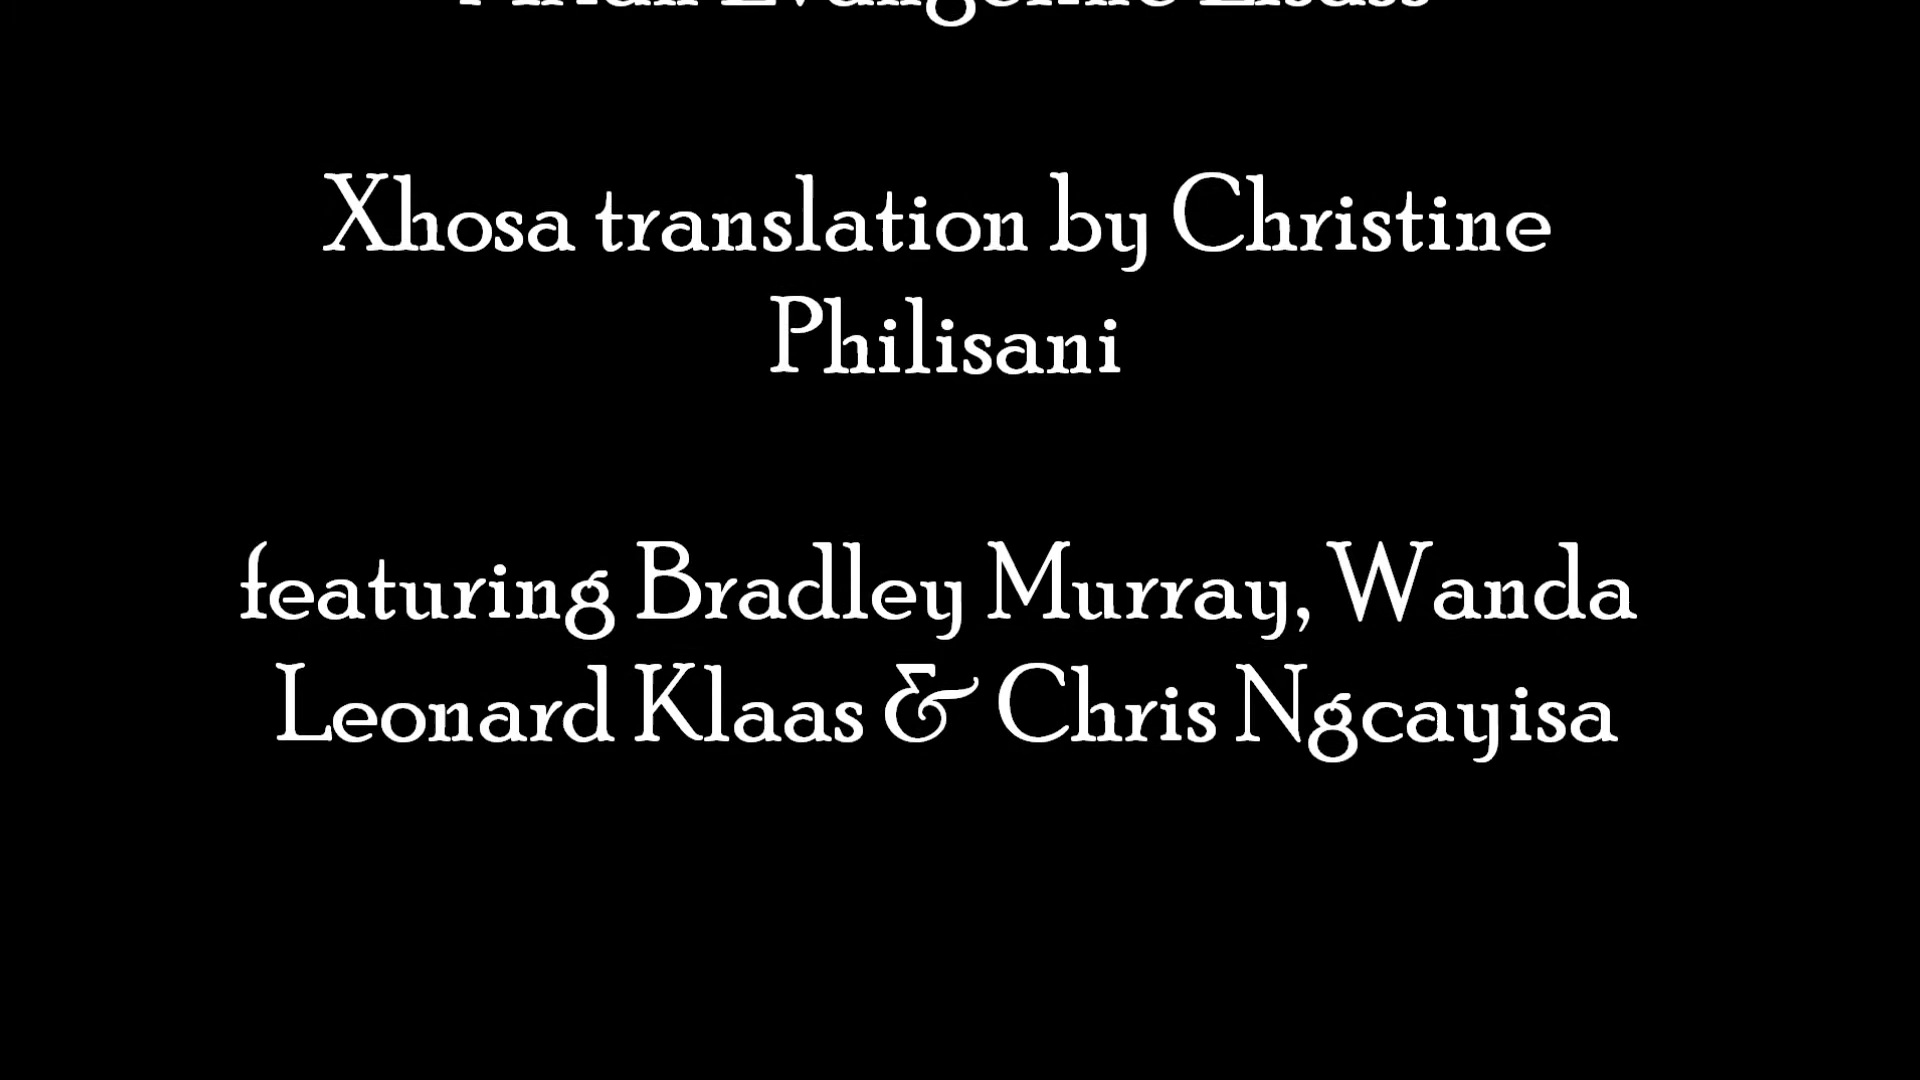 Xhosa translation by Christine
Philisani
featuring Bradley Murray, Wanda
Leonard Klaas & Chris Ngcayisa